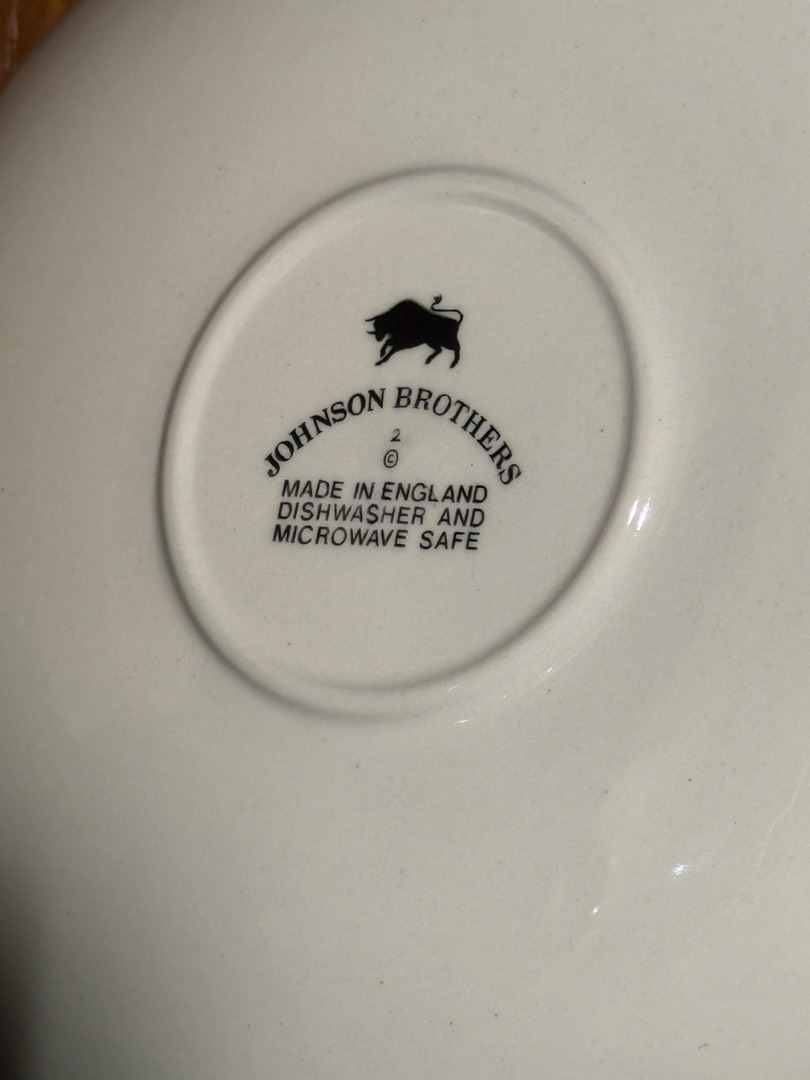 JOHNSON BROTHERS
2
©
MADE IN ENGLAND
DISHWASHER AND
MICROWAVE SAFE